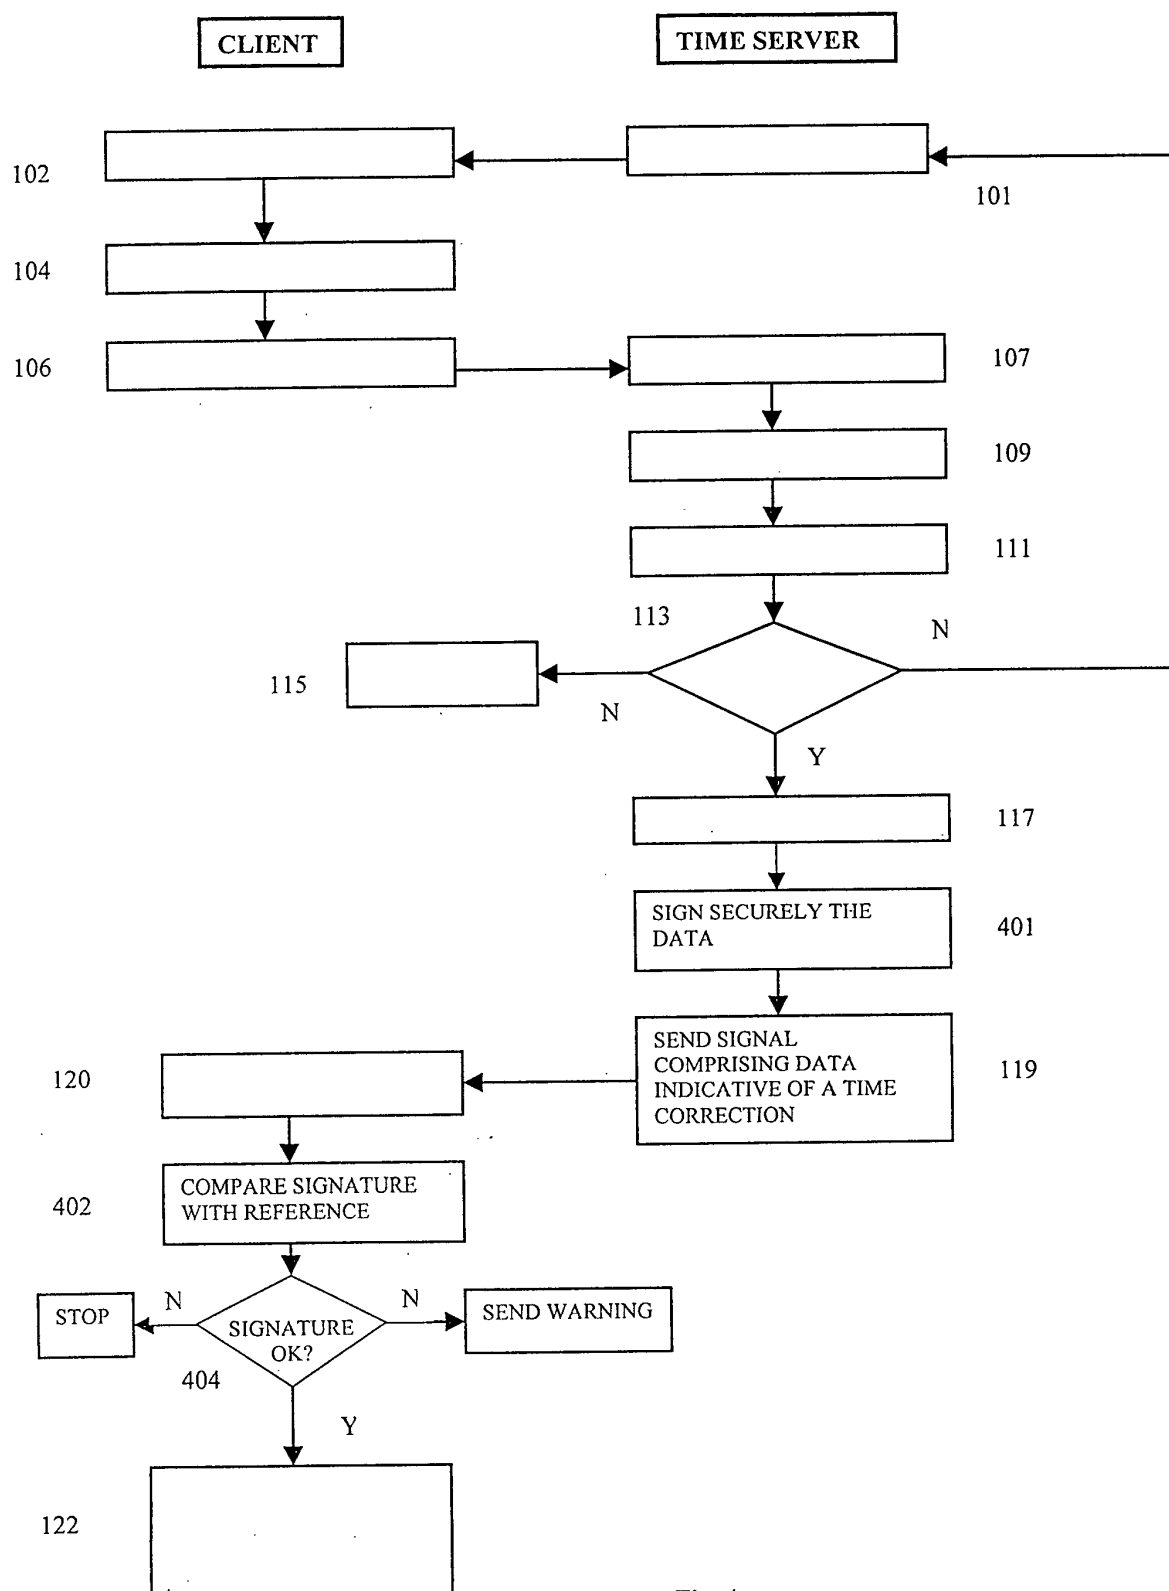 CLIENT
TIME SERVER
102
101
104
106
107
109
111
113
N
115
N
Y
117
SIGN SECURELY THE
DATA
401
SEND SIGNAL
COMPRISING DATA
INDICATIVE OF A TIME
CORRECTION
119
120
COMPARE SIGNATURE
WITH REFERENCE
402
STOP
N
SIGNATURE
OK?
N
SEND WARNING
404
Y
122